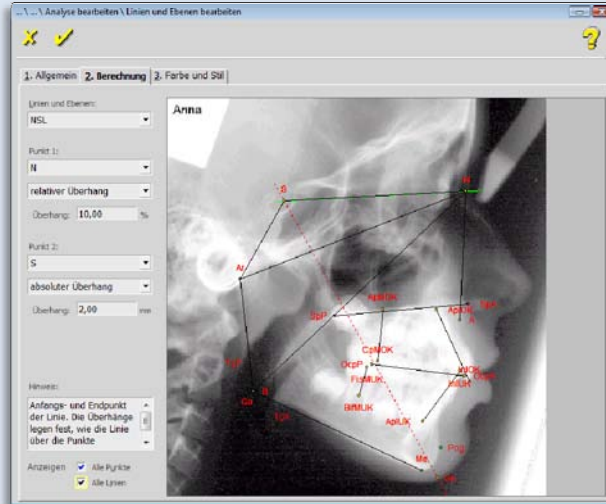 ...\ ... \ Analyse bearbeiten \ Linien und Ebenen bearbeiten
1. Allgemein
2. Berechnung
3. Farbe und Stil
Linien und Ebenen:
NSL
Punkt 1:
N
relativer Überhang
Überhang: 10,00 %
Punkt 2:
S
absoluter Überhang
Überhang: 2,00 mm
Hinweis:
Anfangs- und Endpunkt
der Linie. Die Überhänge
legen fest, wie die Linie
über die Punkte
Anzeigen
Alle Punkte
Alle Linien
Anna
S
N
Ar
SpP
ApMOK
ApIOK
A
CpMOK
OcpP
FisMUK
BifMUK
ApIUK
InIUK
B
Go
Pog
Me